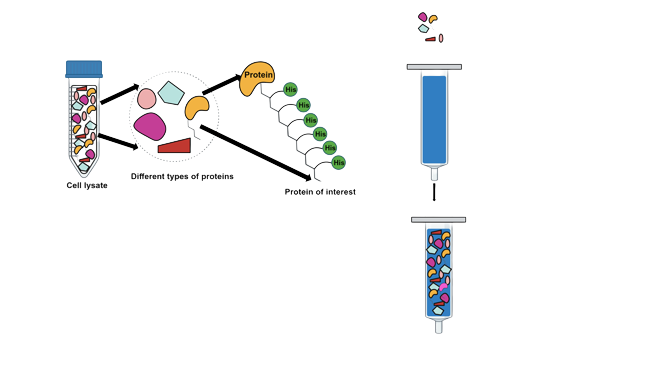 Protein
His
His
His
His
His
His
Cell lysate
Different types of proteins
Protein of interest